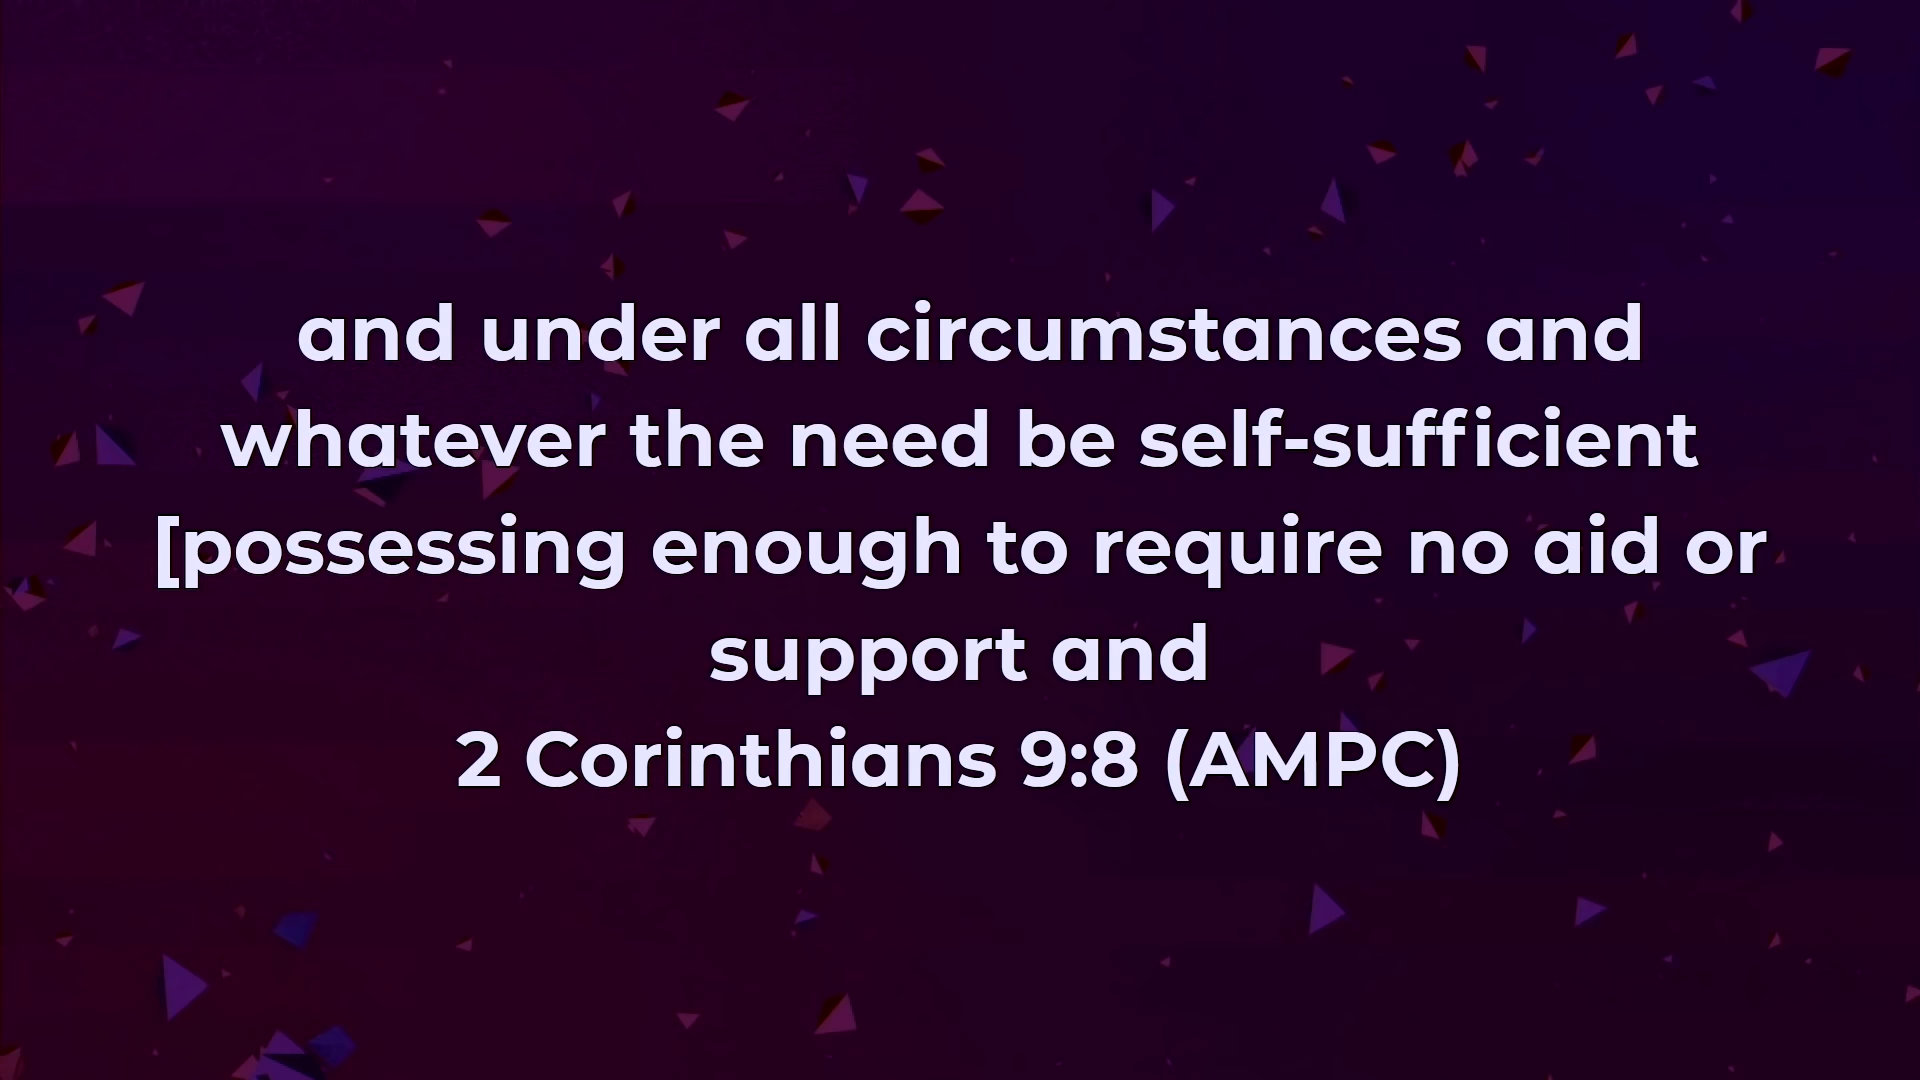 and under all circumstances and
whatever the need be self-sufficient
[possessing enough to require no aid or
support and
2 Corinthians 9:8 (AMPC)